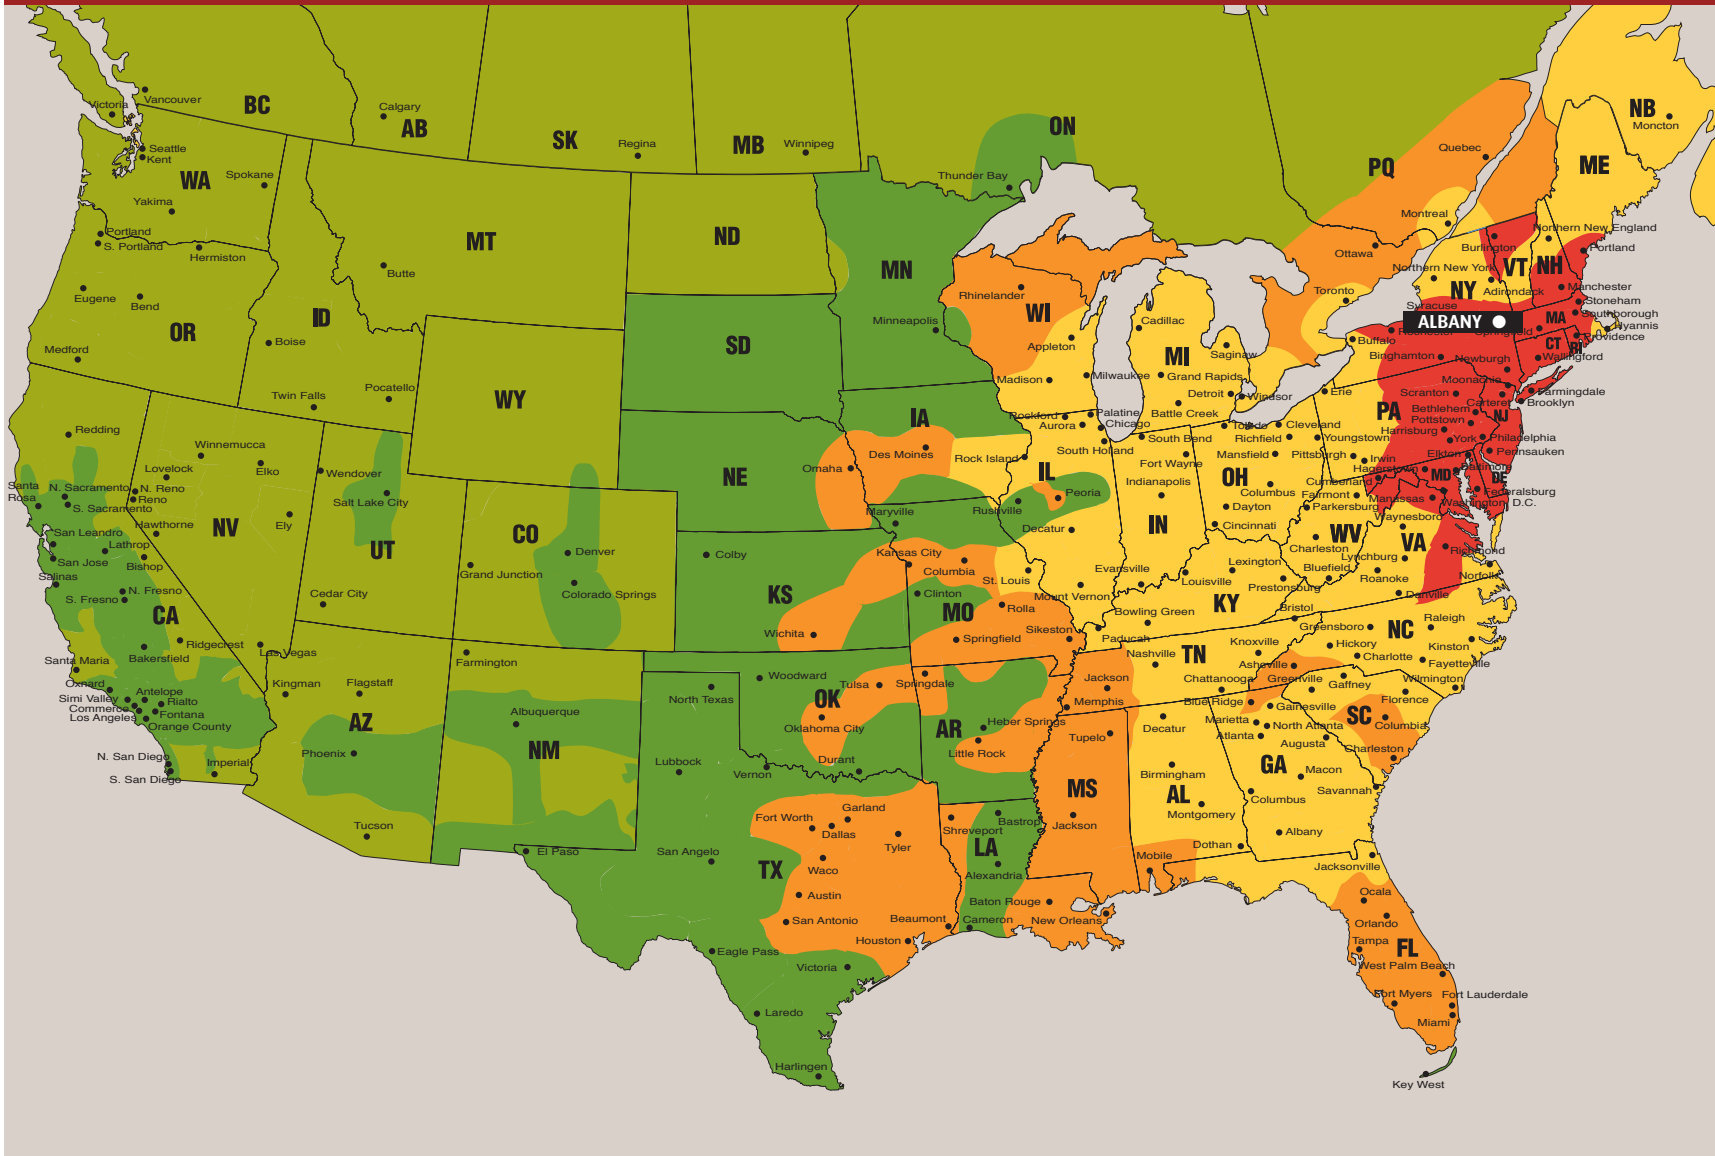 BC
Vancouver
Victoria
AB
Calgary
SK
Regina
MB
Winnipeg
ON
Thunder Bay
PQ
Quebec
Montreal
Ottawa
Toronto
Windsor
NB
Moncton
ME
Northern New England
Portland
WA
Seattle
Kent
Spokane
Yakima
OR
Portland
S. Portland
Hermiston
Eugene
Bend
Medford
ID
Boise
Twin Falls
Pocatello
MT
Butte
WY
ND
SD
NE
Omaha
MN
Minneapolis
WI
Rhinelander
Appleton
Madison
Milwaukee
MI
Cadillac
Saginaw
Grand Rapids
Detroit
Battle Creek
IA
Des Moines
IL
Rockford
Palatine
Aurora
Chicago
South Holland
Rock Island
Peoria
Rushville
Decatur
Mount Vernon
IN
South Bend
Fort Wayne
Indianapolis
Evansville
OH
Toledo
Cleveland
Richfield
Youngstown
Mansfield
Columbus
Dayton
Cincinnati
NV
Winnemucca
Lovelock
Elko
N. Reno
Reno
Hawthorne
Ely
Las Vegas
UT
Wendover
Salt Lake City
Cedar City
CO
Denver
Grand Junction
Colorado Springs
CA
Redding
Santa
Rosa
N. Sacramento
S. Sacramento
San Leandro
Lathrop
San Jose
Bishop
Salinas
N. Fresno
S. Fresno
Ridgecrest
Bakersfield
Santa Maria
Oxnard
Simi Valley
Antelope
Commerce
Rialto
Los Angeles
Fontana
Orange County
N. San Diego
S. San Diego
Imperial
AZ
Kingman
Flagstaff
Phoenix
Tucson
NM
Farmington
Albuquerque
KS
Colby
Wichita
MO
Maryville
Kansas City
Columbia
St. Louis
Clinton
Rolla
Springfield
Sikeston
OK
Woodward
Tulsa
Oklahoma City
Durant
AR
Springdale
Heber Springs
Little Rock
TX
North Texas
Lubbock
Vernon
Fort Worth
Garland
Dallas
Tyler
El Paso
San Angelo
Waco
Austin
San Antonio
Beaumont
Houston
Eagle Pass
Victoria
Laredo
Harlingen
LA
Shreveport
Bastrop
Alexandria
Baton Rouge
Cameron
New Orleans
MS
Tupelo
Jackson
TN
Nashville
Knoxville
Jackson
Memphis
Chattanooga
KY
Louisville
Lexington
Prestonsburg
Bowling Green
Paducah
AL
Decatur
Birmingham
Montgomery
Dothan
Mobile
GA
Blue Ridge
Gainesville
Marietta
North Atlanta
Atlanta
Augusta
Macon
Columbus
Savannah
Albany
FL
Jacksonville
Ocala
Orlando
Tampa
West Palm Beach
Fort Myers
Fort Lauderdale
Miami
Key West
SC
Greenville
Gaffney
Florence
Columbia
Charleston
NC
Greensboro
Raleigh
Hickory
Charlotte
Kinston
Fayetteville
Asheville
Wilmington
VA
Manassas
Waynesboro
Lynchburg
Richmond
Roanoke
Norfolk
Danville
Bristol
WV
Fairmont
Parkersburg
Charleston
Bluefield
PA
Erie
Scranton
Bethlehem
Pottstown
Harrisburg
York
Philadelphia
Pittsburgh
Irwin
MD
Hagerstown
Cumberland
Elkton
Baltimore
Federalsburg
Washington, D.C.
DE
NJ
Moonachie
Carteret
Pennsauken
NY
Northern New York
Adirondack
Syracuse
Rochester
Buffalo
Binghamton
Newburgh
Farmingdale
Brooklyn
ALBANY
VT
Burlington
NH
Manchester
MA
Stoneham
Southborough
Hyannis
Springfield
CT
Wallingford
RI
Providence